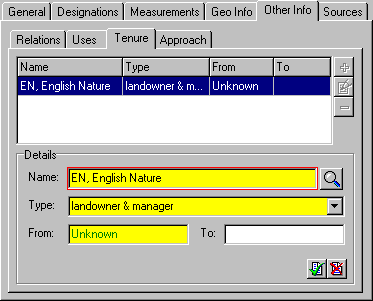 General Designations Measurements Geo Info Other Info Sources
Relations Uses Tenure Approach
Name Type From To
EN, English Nature landowner & m... Unknown
Details
Name: EN, English Nature
Type: landowner & manager
From: Unknown To: